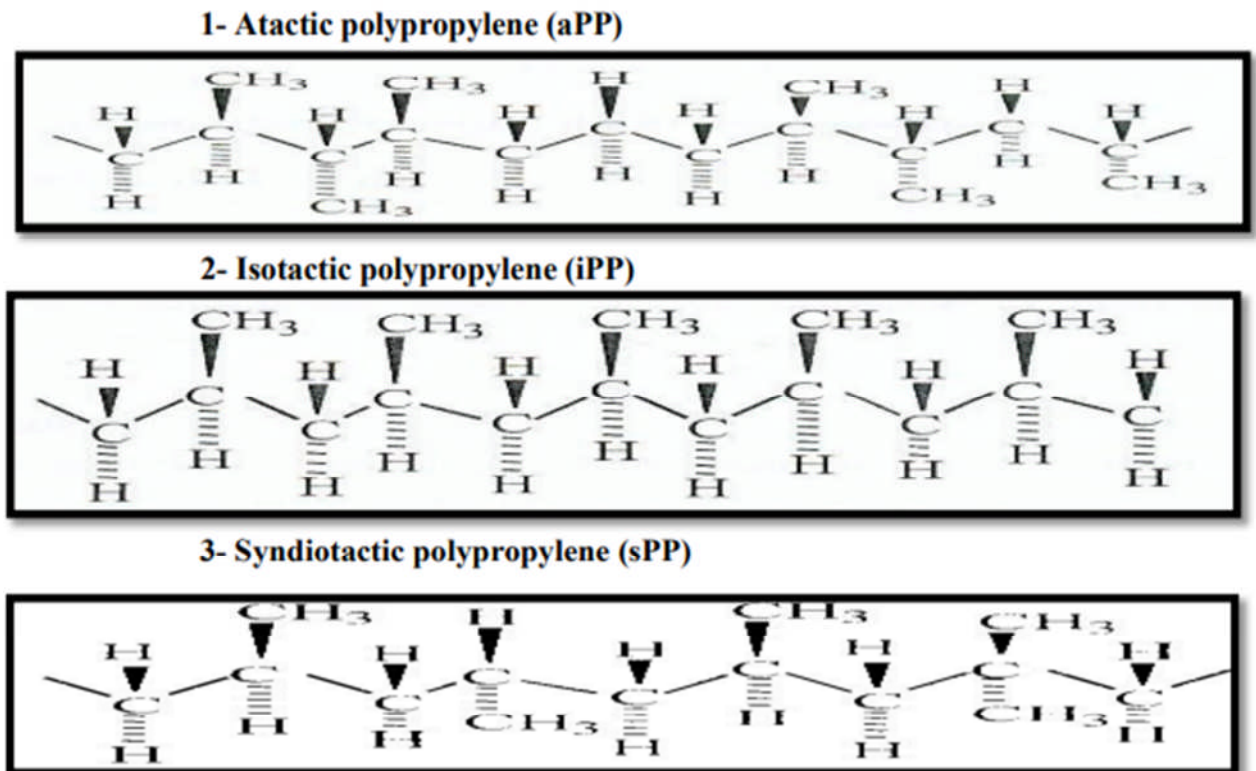 1- Atactic polypropylene (aPP)
CH3 CH3 H CH3 H
H H H H H H
C C C C C
C C C C C C
H H H H H
H CH3 H H CH3 CH3
2- Isotactic polypropylene (iPP)
CH3 CH3 CH3 CH3 CH3
H H H H H H
C C C C C
C C C C C C
H H H H H
H H H H H H
3- Syndiotactic polypropylene (sPP)
CH3 H CH3 CH3
H H H H H
C C C C
C C C C C
H CH3 H CH3
H H H H H